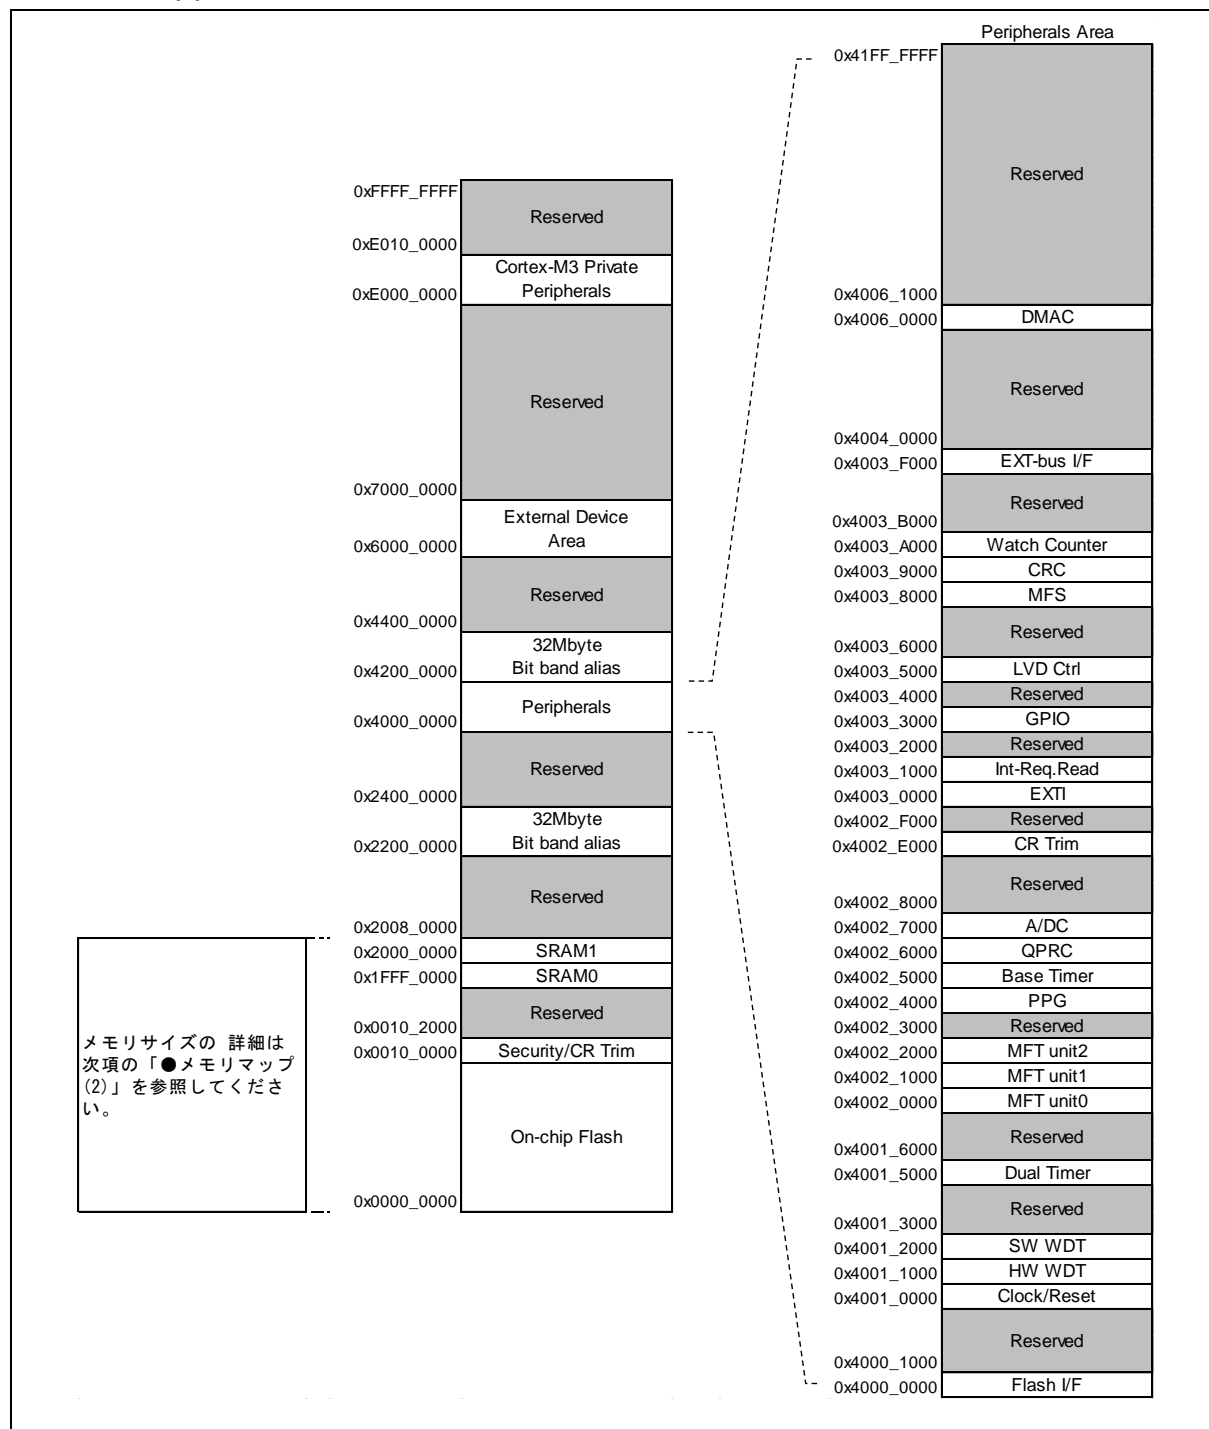 0xFFFF_FFFF
Reserved
0xE010_0000
Cortex-M3 Private
Peripherals
0xE000_0000
Reserved
0x7000_0000
External Device
Area
0x6000_0000
Reserved
0x4400_0000
32Mbyte
Bit band alias
0x4200_0000
Peripherals
0x4000_0000
Reserved
0x2400_0000
32Mbyte
Bit band alias
0x2200_0000
Reserved
0x2008_0000
SRAM1
0x2000_0000
SRAM0
0x1FFF_0000
Reserved
0x0010_2000
Security/CR Trim
0x0010_0000
On-chip Flash
0x0000_0000
メモリサイズの 詳細は
次項の「●メモリマップ
(2)」を参照してくださ
い。
Peripherals Area
0x41FF_FFFF
Reserved
0x4006_1000
DMAC
0x4006_0000
Reserved
0x4004_0000
EXT-bus I/F
0x4003_F000
Reserved
0x4003_B000
Watch Counter
0x4003_A000
CRC
0x4003_9000
MFS
0x4003_8000
Reserved
0x4003_6000
LVD Ctrl
0x4003_5000
Reserved
0x4003_4000
GPIO
0x4003_3000
Reserved
0x4003_2000
Int-Req.Read
0x4003_1000
EXTI
0x4003_0000
Reserved
0x4002_F000
CR Trim
0x4002_E000
Reserved
0x4002_8000
A/DC
0x4002_7000
QPRC
0x4002_6000
Base Timer
0x4002_5000
PPG
0x4002_4000
Reserved
0x4002_3000
MFT unit2
0x4002_2000
MFT unit1
0x4002_1000
MFT unit0
0x4002_0000
Reserved
0x4001_6000
Dual Timer
0x4001_5000
Reserved
0x4001_3000
SW WDT
0x4001_2000
HW WDT
0x4001_1000
Clock/Reset
0x4001_0000
Reserved
0x4000_1000
Flash I/F
0x4000_0000